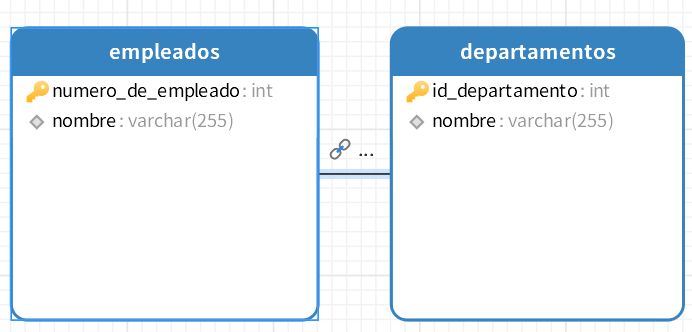 empleados
numero_de_empleado : int
nombre : varchar(255)
...
departamentos
id_departamento : int
nombre : varchar(255)